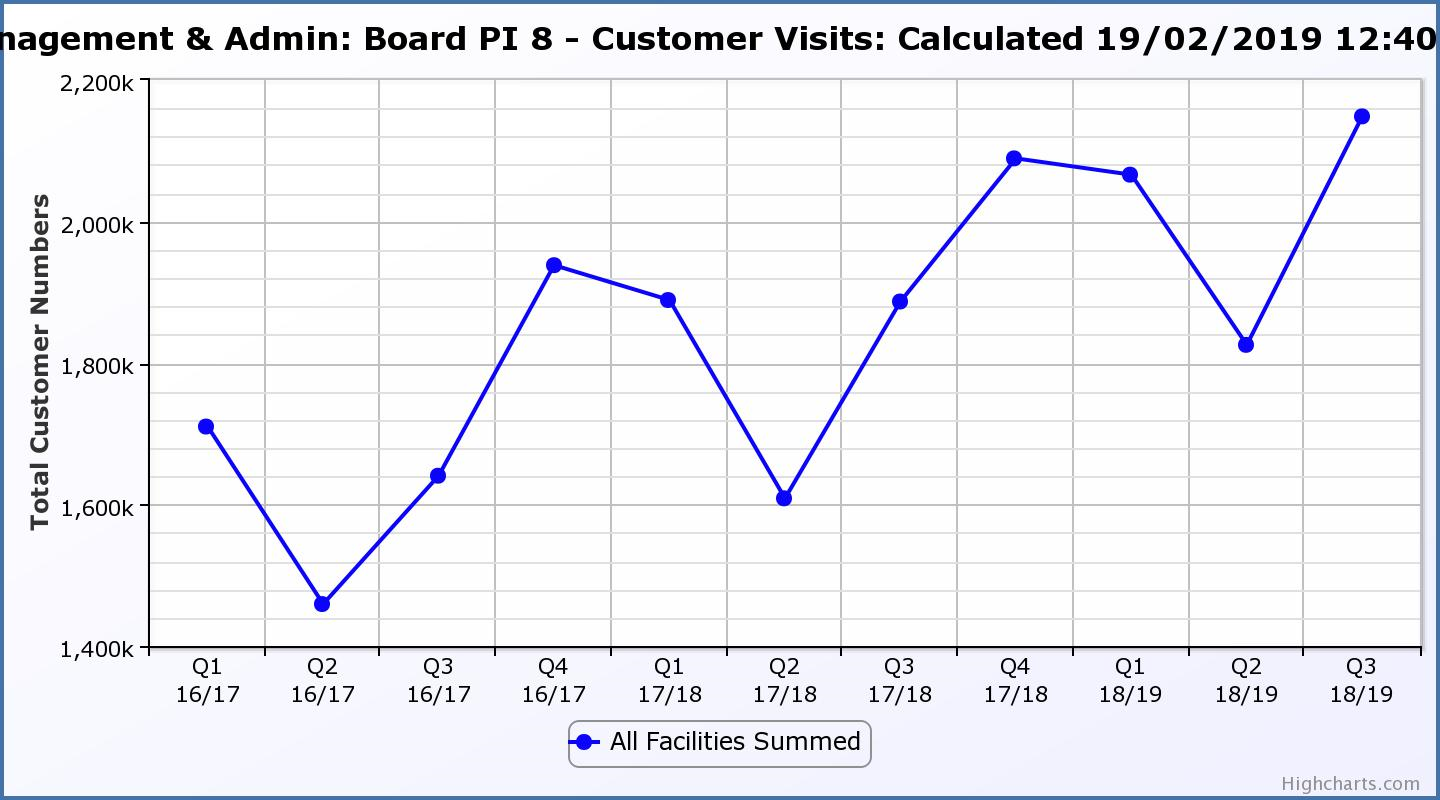 nagement & Admin: Board PI 8 - Customer Visits: Calculated 19/02/2019 12:40
Total Customer Numbers
2,200k
2,000k
1,800k
1,600k
1,400k
Q1 Q2 Q3 Q4 Q1 Q2 Q3 Q4 Q1 Q2 Q3
16/17 16/17 16/17 16/17 17/18 17/18 17/18 17/18 18/19 18/19 18/19
All Facilities Summed
Highcharts.com